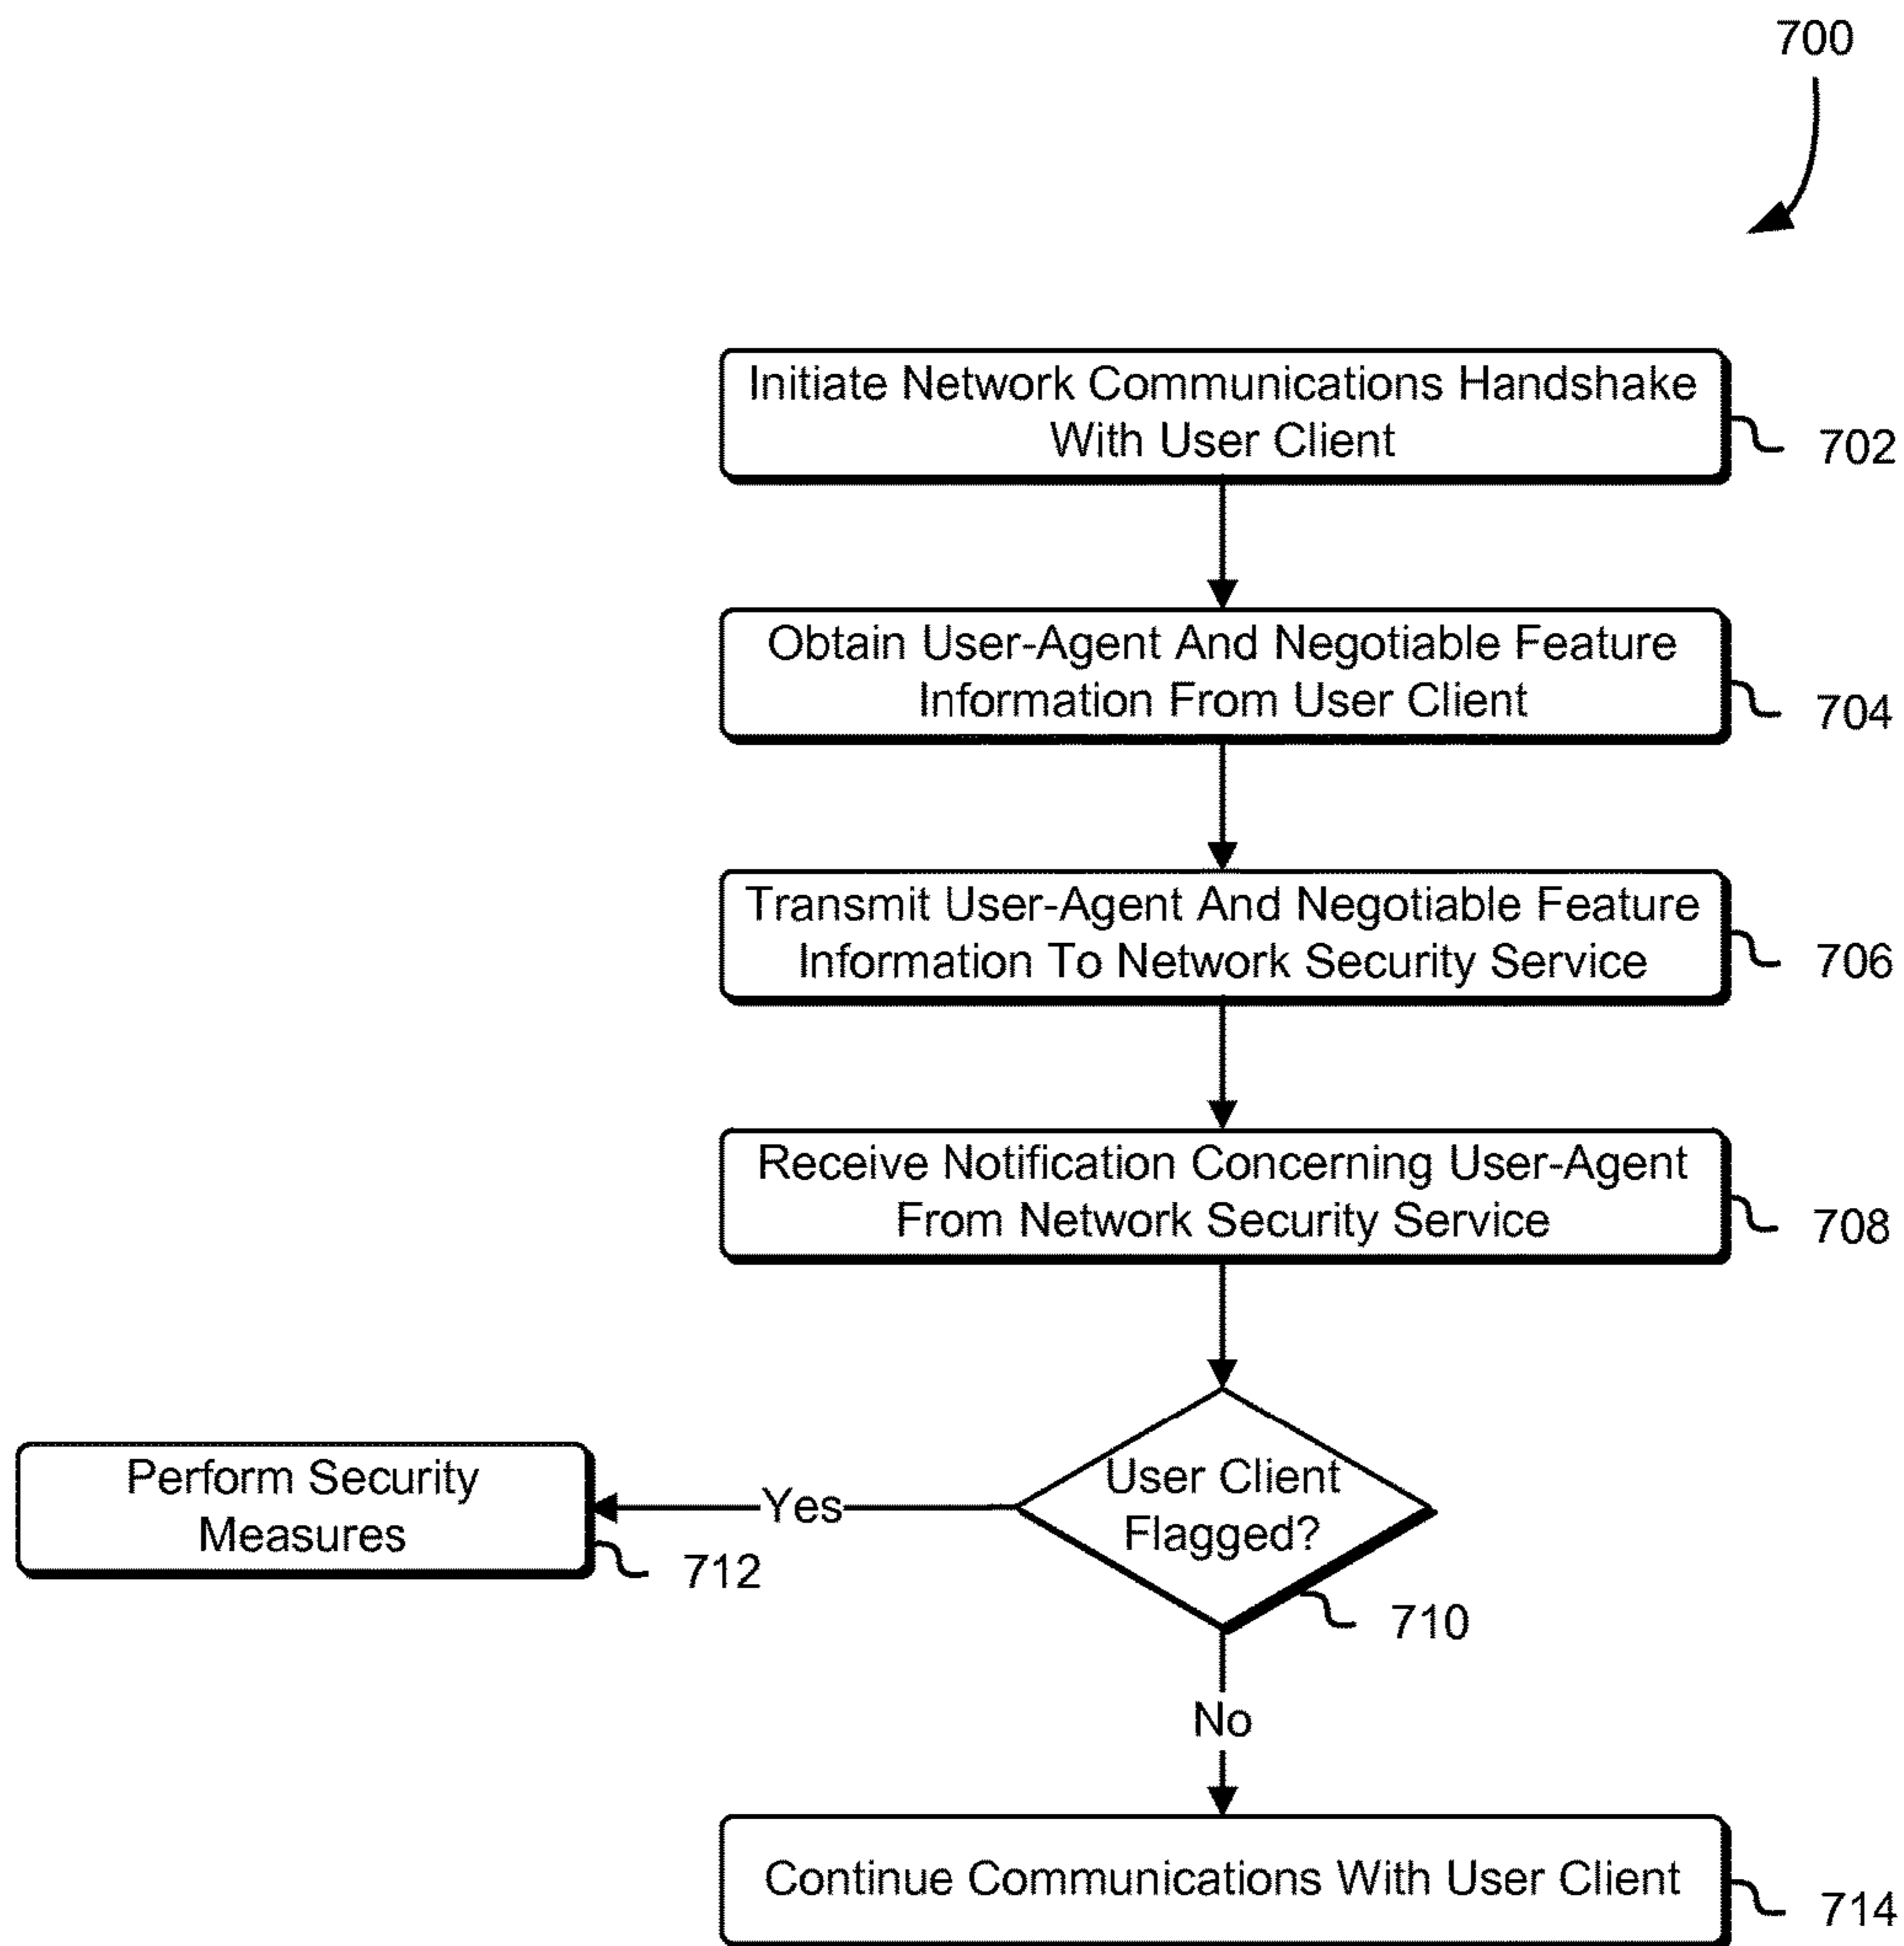 700
Initiate Network Communications Handshake
With User Client
702
Obtain User-Agent And Negotiable Feature
Information From User Client
704
Transmit User-Agent And Negotiable Feature
Information To Network Security Service
706
Receive Notification Concerning User-Agent
From Network Security Service
708
User Client
Flagged?
710
Yes
Perform Security
Measures
712
No
Continue Communications With User Client
714